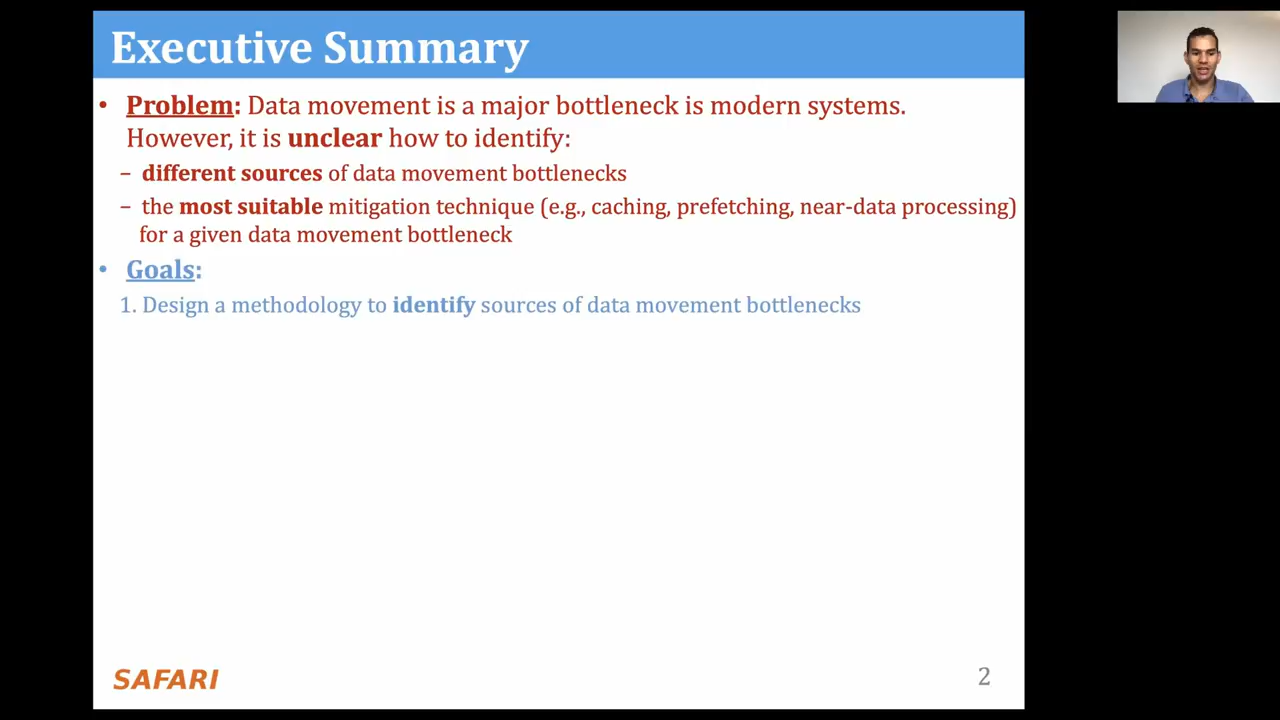 Executive Summary
• Problem: Data movement is a major bottleneck is modern systems.
However, it is unclear how to identify:
– different sources of data movement bottlenecks
– the most suitable mitigation technique (e.g., caching, prefetching, near-data processing)
for a given data movement bottleneck
• Goals:
1. Design a methodology to identify sources of data movement bottlenecks
SAFARI
2